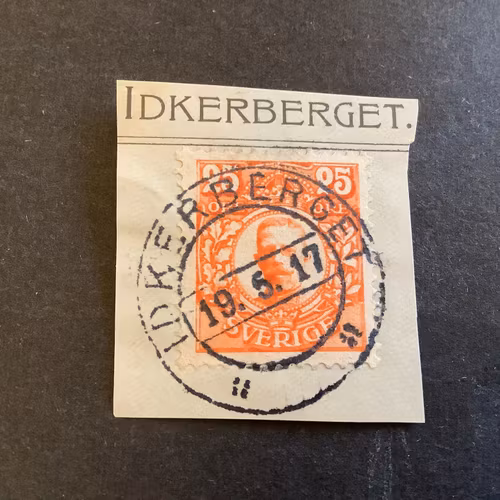 IDKERBERGET.
25 25
IDKERBERGET
19. 5. 17
SVERIGE